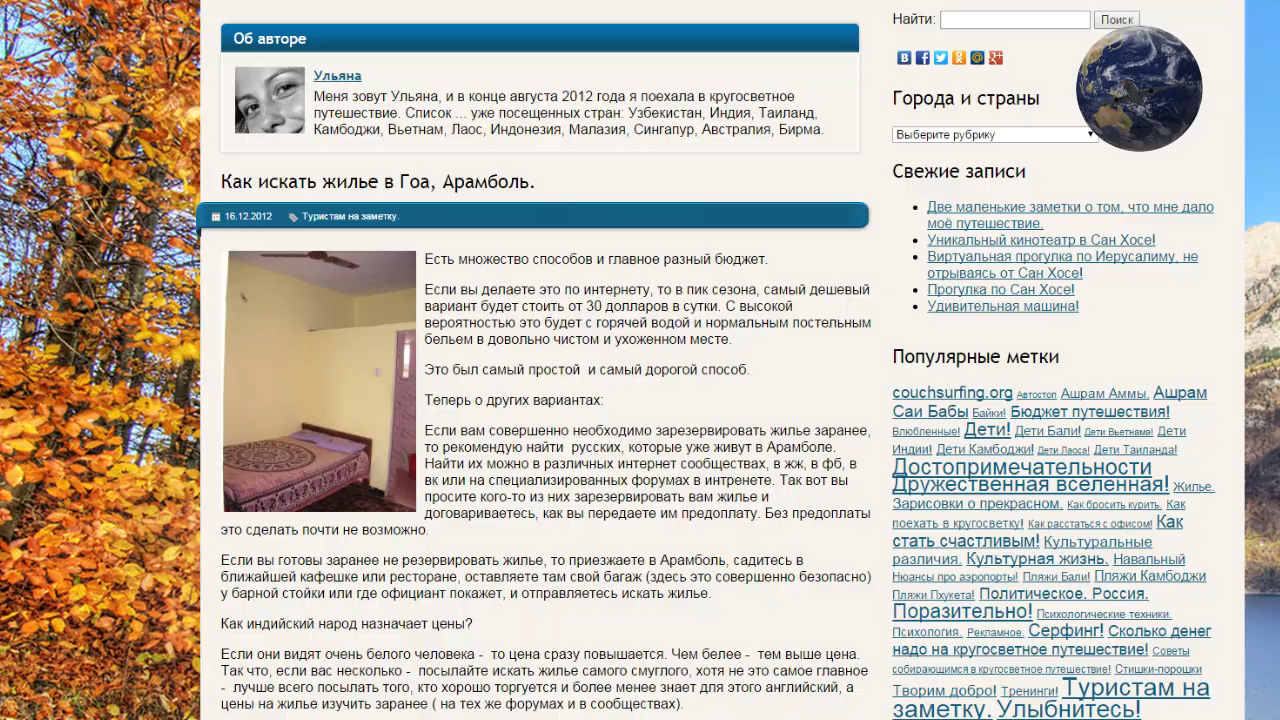 Об авторе
Ульяна
Меня зовут Ульяна, и в конце августа 2012 года я поехала в кругосветное
путешествие. Список ... уже посещенных стран: Узбекистан, Индия, Таиланд,
Камбоджи, Вьетнам, Лаос, Индонезия, Малазия, Сингапур, Австралия, Бирма.
Как искать жилье в Гоа, Арамболь.
16.12.2012 Туристам на заметку.
Есть множество способов и главное разный бюджет.
Если вы делаете это по интернету, то в пик сезона, самый дешевый
вариант будет стоить от 30 долларов в сутки. С высокой
вероятностью это будет с горячей водой и нормальным постельным
бельем в довольно чистом и ухоженном месте.
Это был самый простой и самый дорогой способ.
Теперь о других вариантах:
Если вам совершенно необходимо зарезервировать жилье заранее,
то рекомендую найти русских, которые уже живут в Арамболе.
Найти их можно в различных интернет сообществах, в жж, в фб, в
вк или на специализированных форумах в интренете. Так вот вы
просите кого-то из них зарезервировать вам жилье и
договариваетесь, как вы передаете им предоплату. Без предоплаты
это сделать почти не возможно.
Если вы готовы заранее не резервировать жилье, то приезжаете в Арамболь, садитесь в
ближайшей кафешке или ресторане, оставляете там свой багаж (здесь это совершенно безопасно)
у барной стойки или где официант покажет, и отправляетесь искать жилье.
Как индийский народ назначает цены?
Если они видят очень белого человека - то цена сразу повышается. Чем белее - тем выше цена.
Так что, если вас несколько - посылайте искать жилье самого смуглого, хотя не это самое главное
- лучше всего посылать того, кто хорошо торгуется и более менее знает для этого английский, а
цены на жилье изучить заранее ( на тех же форумах и в сообществах).
Найти: Поиск
Города и страны
Выберите рубрику
Свежие записи
Две маленькие заметки о том, что мне дало
моё путешествие.
Уникальный кинотеатр в Сан Хосе!
Виртуальная прогулка по Иерусалиму, не
отрываясь от Сан Хосе!
Прогулка по Сан Хосе!
Удивительная машина!
Популярные метки
couchsurfing.org Автостоп Ашрам Аммы. Ашрам
Саи Бабы Байки! Бюджет путешествия!
Влюбленные! Дети! Дети Бали! Дети Вьетнама! Дети
Индии! Дети Камбоджи! Дети Лаоса! Дети Таиланда!
Достопримечательности
Дружественная вселенная! Жилье.
Зарисовки о прекрасном. Как бросить курить. Как
поехать в кругосветку! Как расстаться с офисом! Как
стать счастливым! Культуральные
различия. Культурная жизнь. Навальный
Нюансы про аэропорты! Пляжи Бали! Пляжи Камбоджи
Пляжи Пхукета! Политическое. Россия.
Поразительно! Психологические техники.
Психология. Рекламное. Серфинг! Сколько денег
надо на кругосветное путешествие! Советы
собирающимся в кругосветное путешествие! Стишки-порошки
Творим добро! Тренинги! Туристам на
заметку. Улыбнитесь!